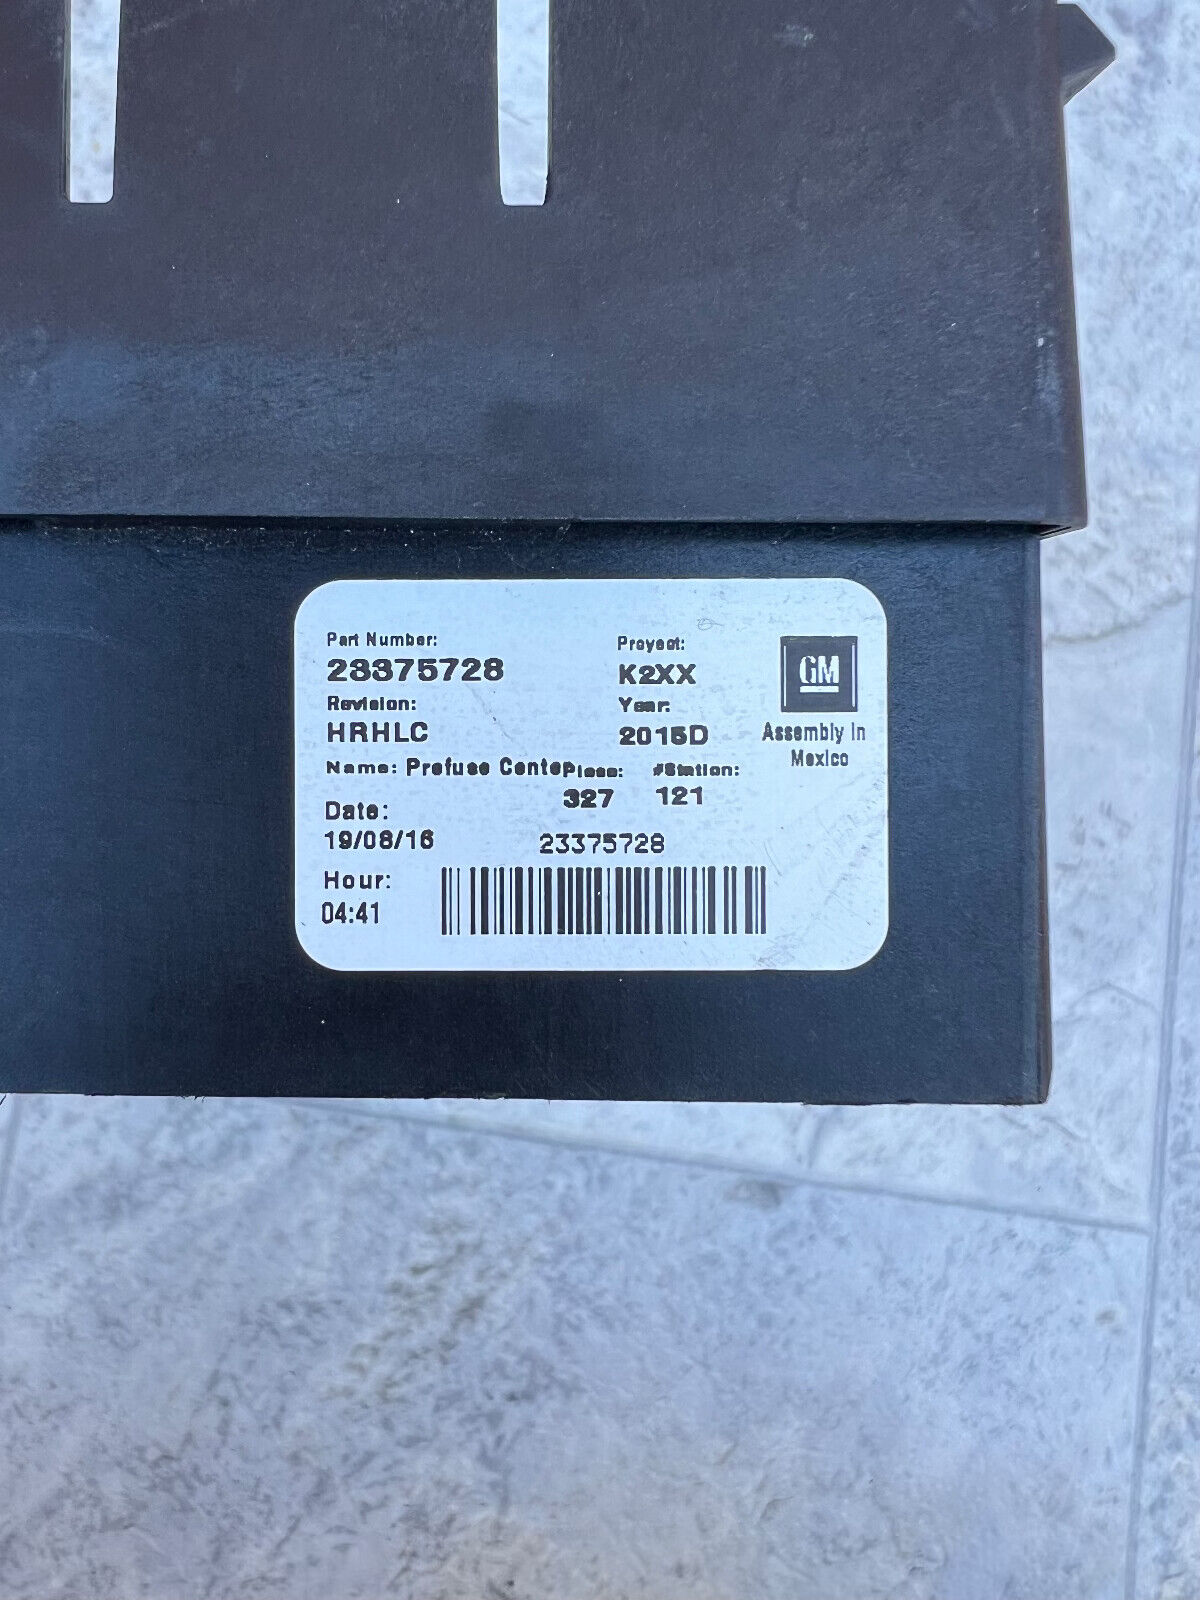 Part Number:
23375728
Revision:
HRHLC
Proyect:
K2XX
Year:
2015D
GM
Assembly in
Mexico
Name: Prefuse Center
Piece:
327
#Station:
121
Date:
19/08/16
Hour:
04:41
23375728